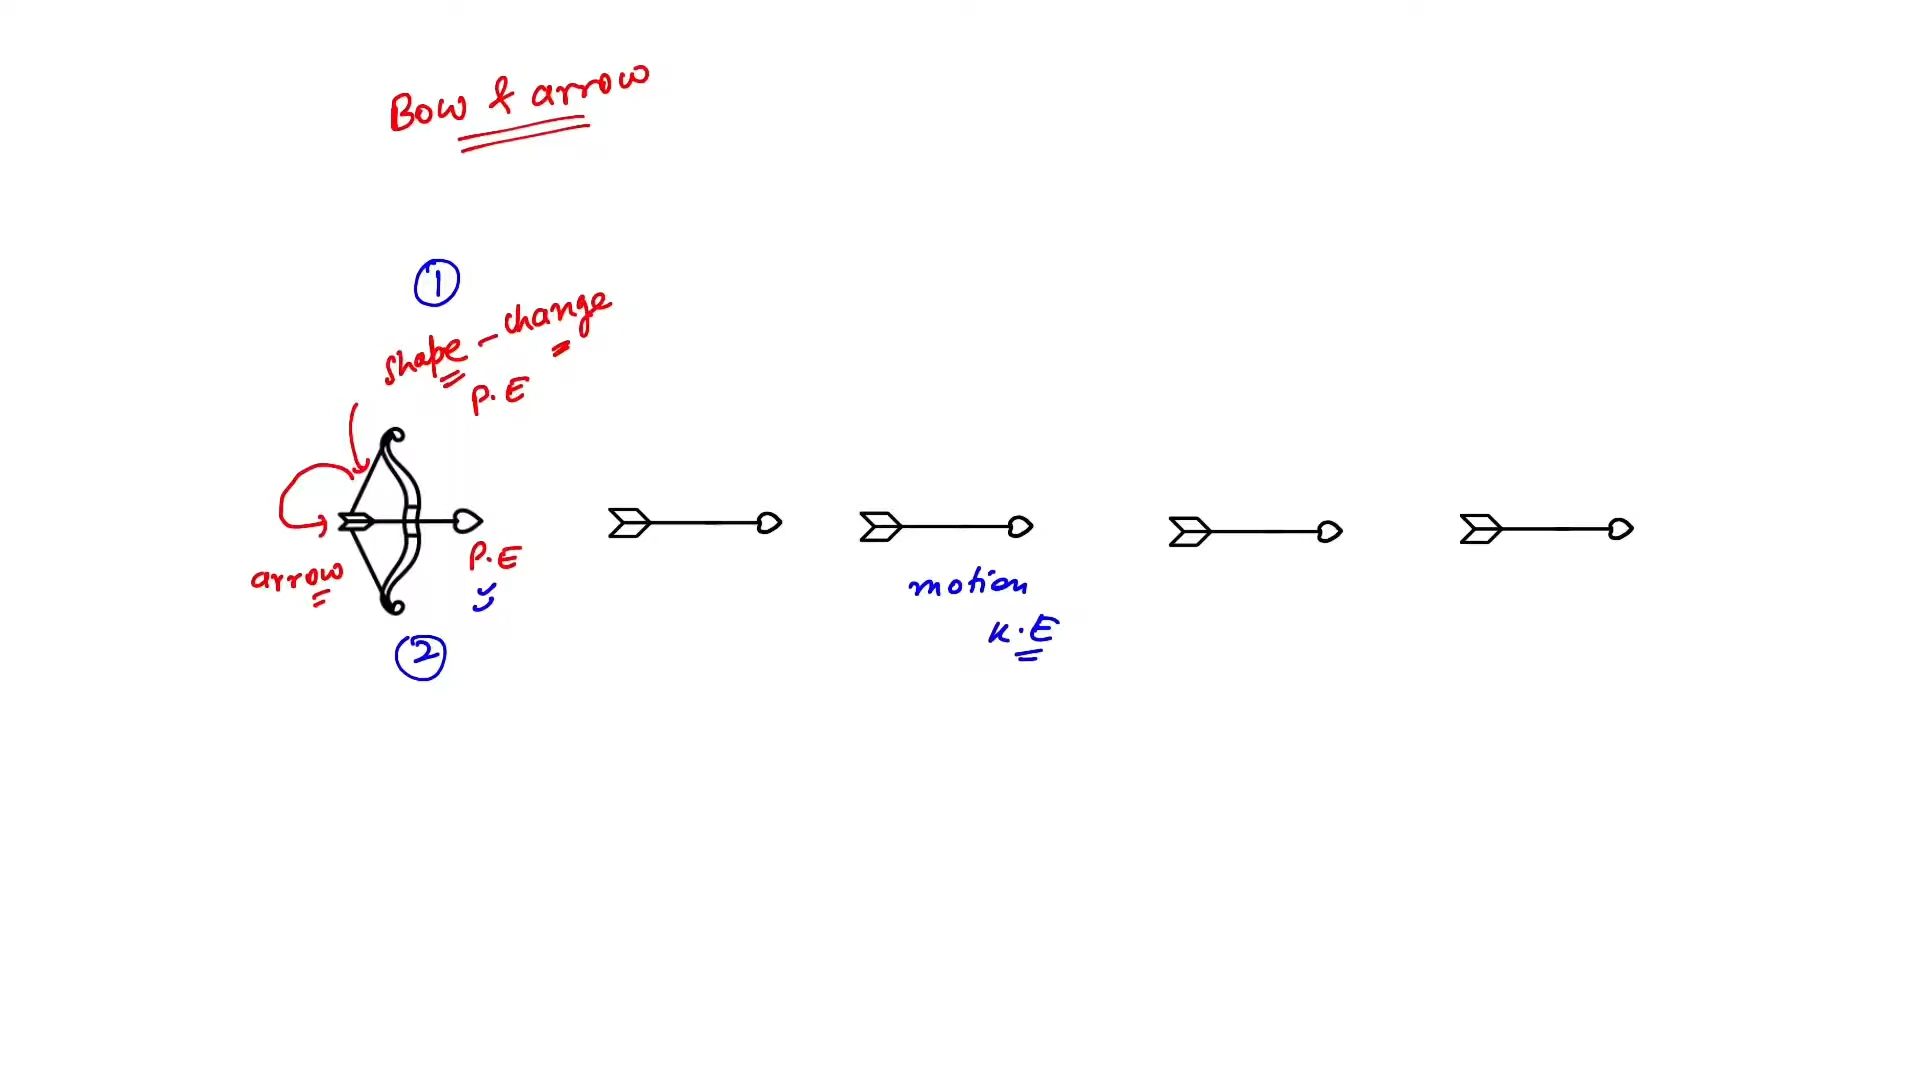 Bow & arrow
1
shape - change
P.E
P.E
arrow
motion
K.E
2